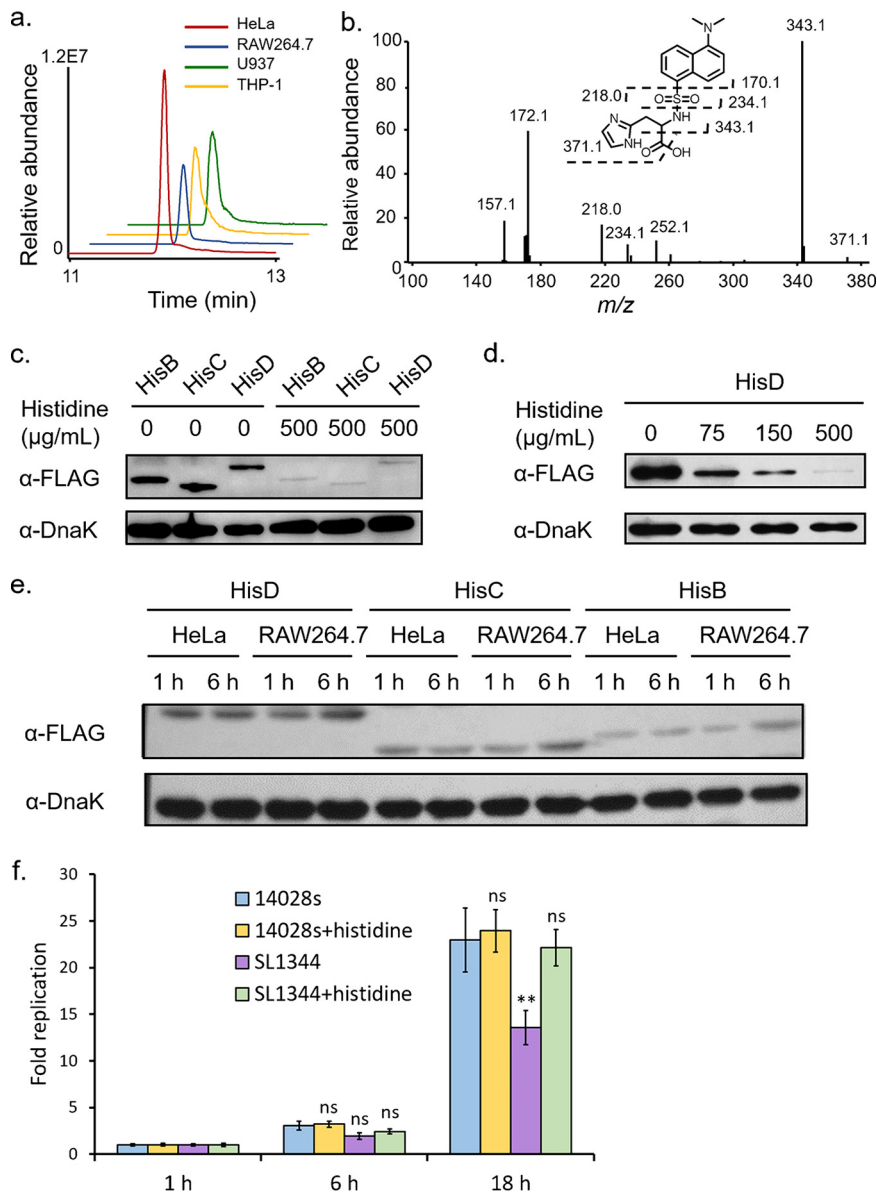 a.
HeLa
RAW264.7
U937
THP-1
1.2E7
0
Relative abundance
11
13
Time (min)
b.
100
80
60
40
20
0
Relative abundance
343.1
172.1
157.1
218.0
234.1
252.1
371.1
N
218.0
170.1
O=S=O
234.1
NH
343.1
N
NH
O
OH
371.1
100
140
180
220
260
300
340
380
m/z
c.
HisB
HisC
HisD
HisB
HisC
HisD
Histidine
(μg/mL)
0
0
0
500
500
500
α-FLAG
α-DnaK
d.
HisD
Histidine
(μg/mL)
0
75
150
500
α-FLAG
α-DnaK
e.
HisD
HisC
HisB
HeLa
RAW264.7
HeLa
RAW264.7
HeLa
RAW264.7
1 h
6 h
1 h
6 h
1 h
6 h
1 h
6 h
1 h
6 h
1 h
6 h
α-FLAG
α-DnaK
f.
30
25
20
15
10
5
0
Fold replication
14028s
14028s+histidine
SL1344
SL1344+histidine
ns
ns
ns
ns
**
ns
1 h
6 h
18 h